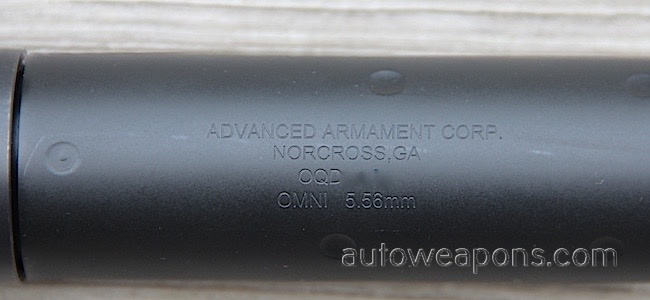 ADVANCED ARMAMENT CORP.
NORCROSS,GA
CQD
OMNI 5.56mm
autoweapons.com